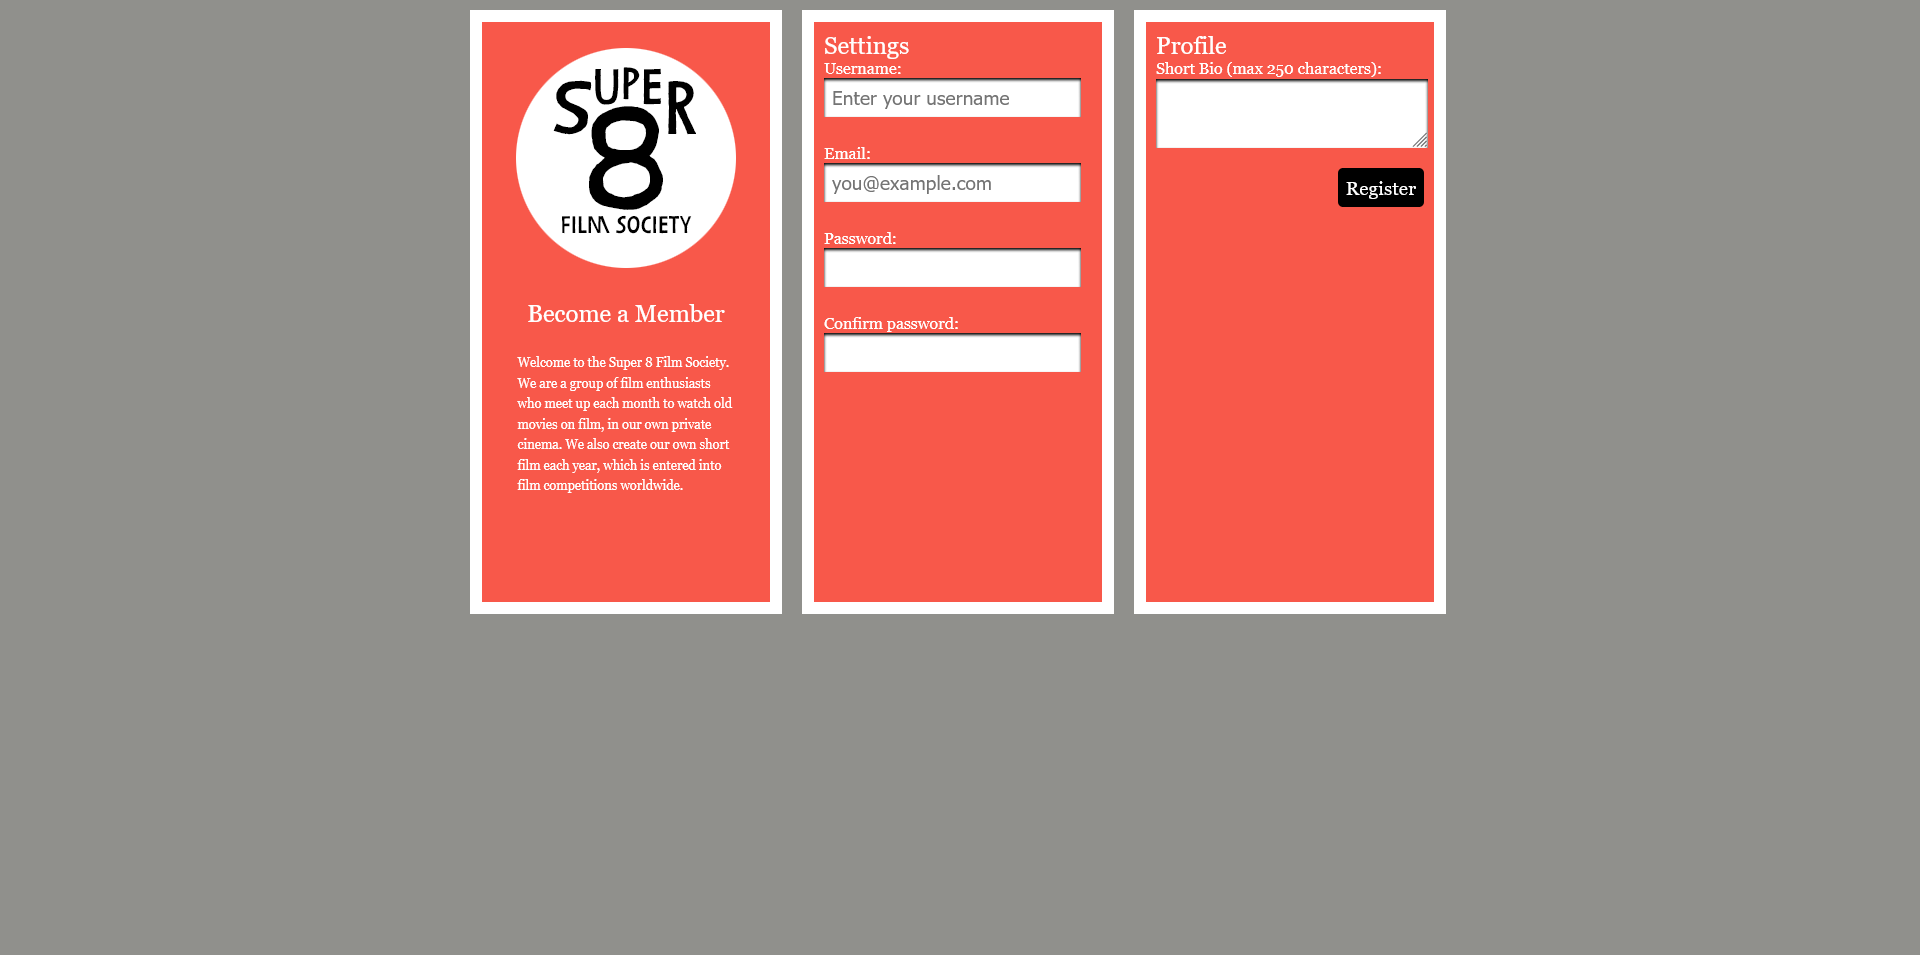 SUPER
8
FILM SOCIETY
Become a Member
Welcome to the Super 8 Film Society.
We are a group of film enthusiasts
who meet up each month to watch old
movies on film, in our own private
cinema. We also create our own short
film each year, which is entered into
film competitions worldwide.
Settings
Username:
Enter your username
Email:
you@example.com
Password:
Confirm password:
Profile
Short Bio (max 250 characters):
Register